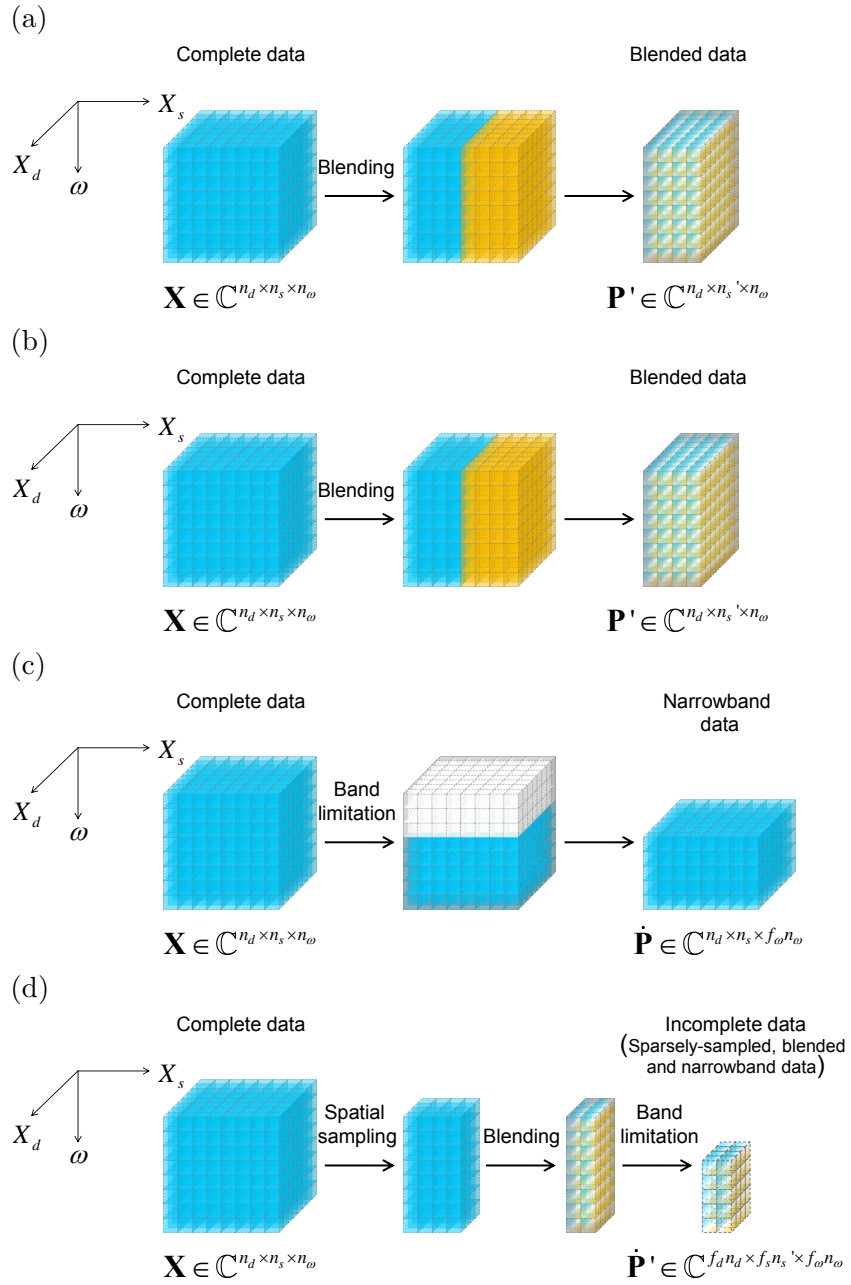 (a)
Complete data
Blended data
X_s
X_d
ω
Blending
X ∈ ℂ^{n_d × n_s × n_ω}
P' ∈ ℂ^{n_d × n_s' × n_ω}
(b)
Complete data
Blended data
X_s
X_d
ω
Blending
X ∈ ℂ^{n_d × n_s × n_ω}
P' ∈ ℂ^{n_d × n_s' × n_ω}
(c)
Complete data
Narrowband
data
X_s
X_d
ω
Band
limitation
X ∈ ℂ^{n_d × n_s × n_ω}
Ṗ ∈ ℂ^{n_d × n_s × f_ω n_ω}
(d)
Complete data
Incomplete data
(Sparsely-sampled, blended
and narrowband data)
X_s
X_d
ω
Spatial
sampling
Blending
Band
limitation
X ∈ ℂ^{n_d × n_s × n_ω}
Ṗ' ∈ ℂ^{f_d n_d × f_s n_s' × f_ω n_ω}